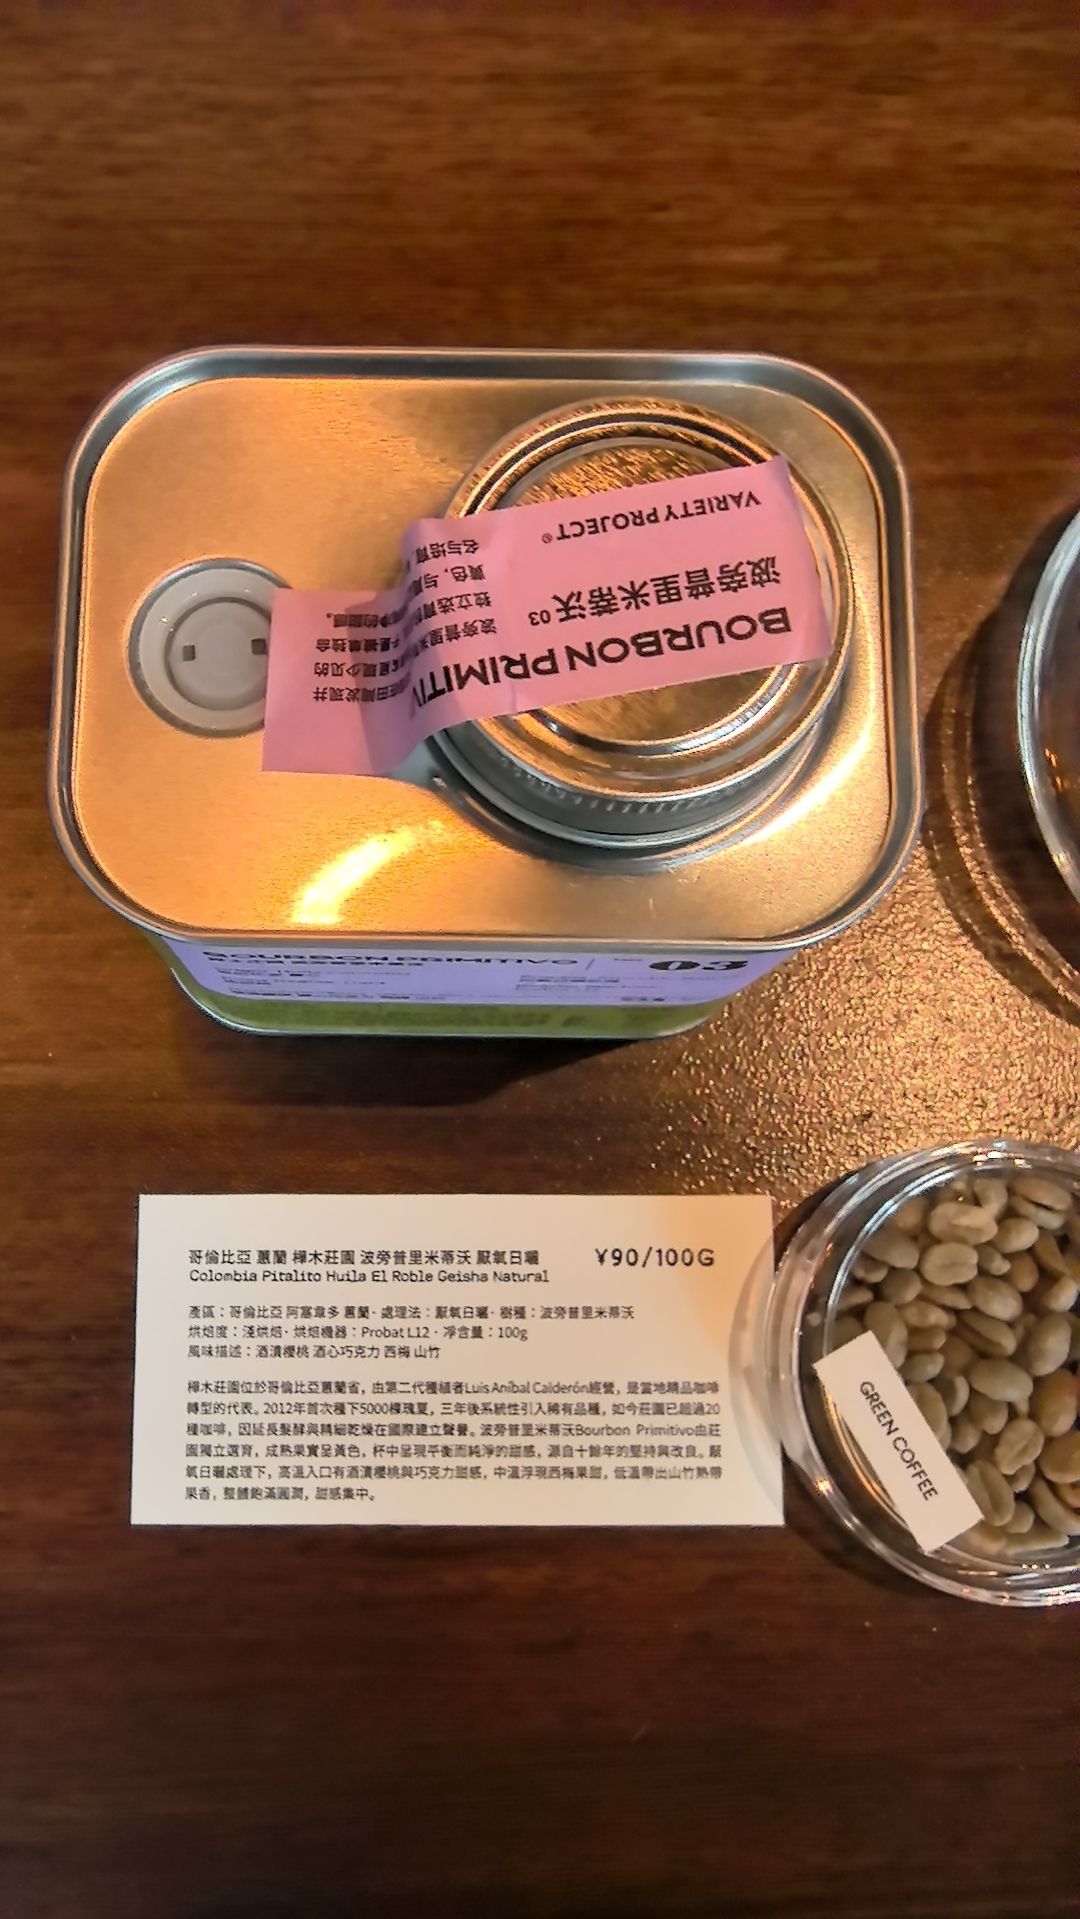 VARIETY PROJECT®
波旁普里米蒂沃 03
BOURBON PRIMITIV
BOURBON PRIMITIVO
03
哥倫比亞 蕙蘭 樺木莊園 波旁普里米蒂沃 厭氧日曬 ¥90/100G
Colombia Pitalito Huila El Roble Geisha Natural
產區：哥倫比亞 阿塞韋多 蕙蘭 · 處理法：厭氧日曬 · 樹種：波旁普里米蒂沃
烘焙度：淺烘焙 · 烘焙機器：Probat L12 · 凈含量：100g
風味描述：酒漬櫻桃 酒心巧克力 西梅 山竹
樺木莊園位於哥倫比亞蕙蘭省，由第二代種植者Luis Aníbal Calderón經營，是當地精品咖啡
轉型的代表。2012年首次種下5000棵瑰夏，三年後系統性引入稀有品種，如今莊園已超過20
種咖啡，因延長發酵與精細乾燥在國際建立聲譽。波旁普里米蒂沃Bourbon Primitivo由莊
園獨立選育，成熟果實呈黃色，杯中呈現平衡而純淨的甜感，源自十餘年的堅持與改良。厭
氧日曬處理下，高溫入口有酒漬櫻桃與巧克力甜感，中溫浮現西梅果甜，低溫帶出山竹熱帶
果香，整體飽滿圓潤，甜感集中。
GREEN COFFEE